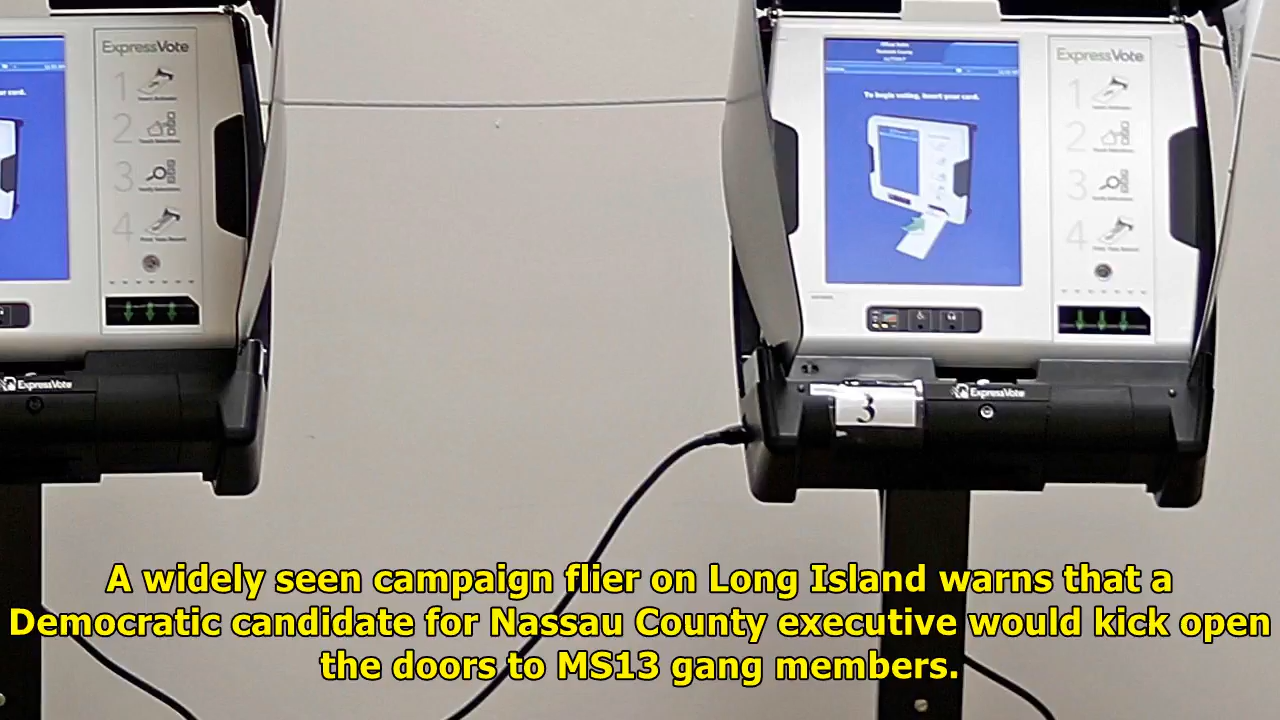 ExpressVote
1
2
3
4
ExpressVote
To begin voting, insert your card.
ExpressVote
1
2
3
4
3
ExpressVote
A widely seen campaign flier on Long Island warns that a
Democratic candidate for Nassau County executive would kick open
the doors to MS13 gang members.